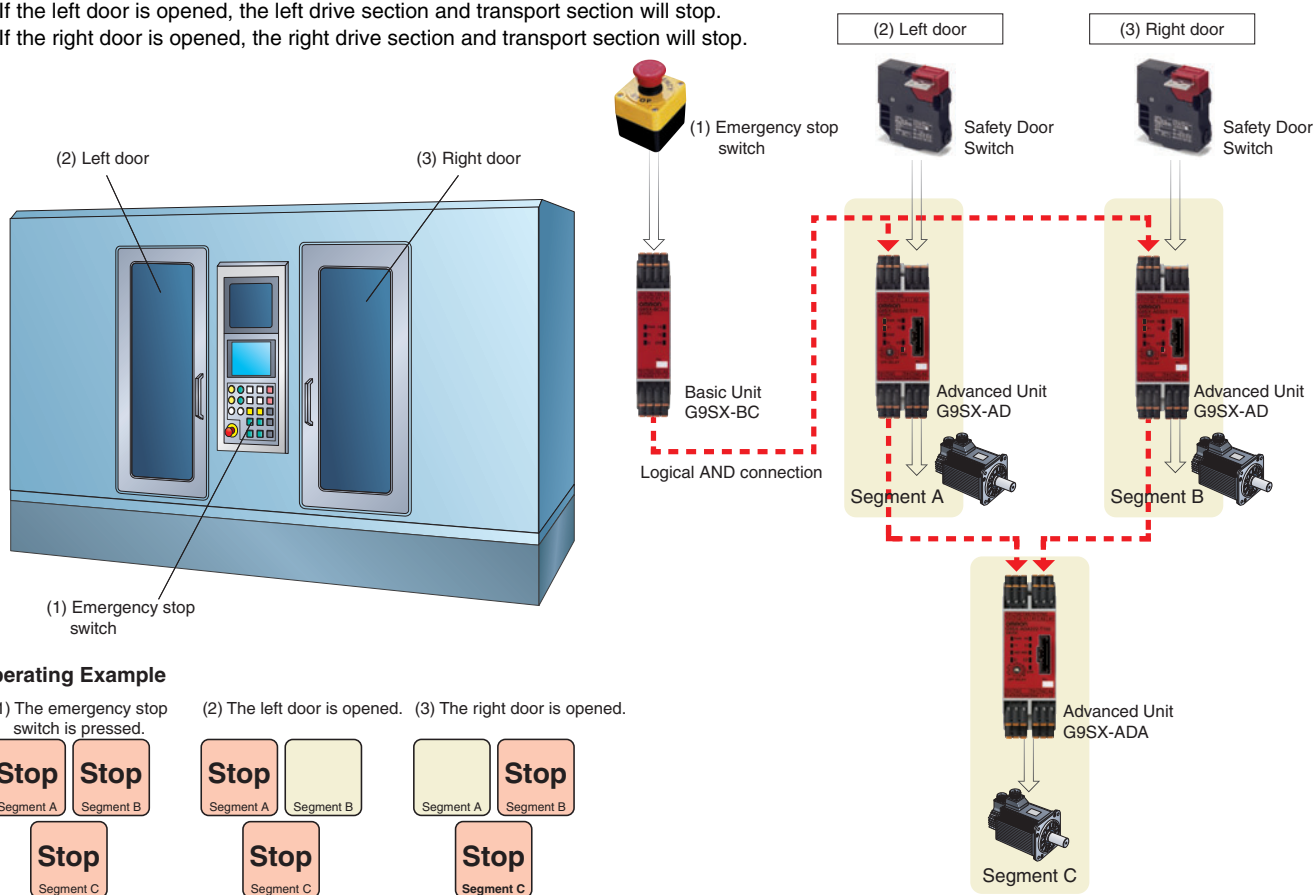 If the left door is opened, the left drive section and transport section will stop.
If the right door is opened, the right drive section and transport section will stop.
(2) Left door
(3) Right door
(1) Emergency stop
switch
Safety Door
Switch
Safety Door
Switch
(2) Left door
(3) Right door
Basic Unit
G9SX-BC
Advanced Unit
G9SX-AD
Advanced Unit
G9SX-AD
Logical AND connection
Segment A
Segment B
(1) Emergency stop
switch
Advanced Unit
G9SX-ADA
Segment C
perating Example
1) The emergency stop
switch is pressed.
(2) The left door is opened.
(3) The right door is opened.
Stop
Segment A
Stop
Segment B
Stop
Segment C
Stop
Segment A
Segment B
Stop
Segment C
Segment A
Stop
Segment B
Stop
Segment C